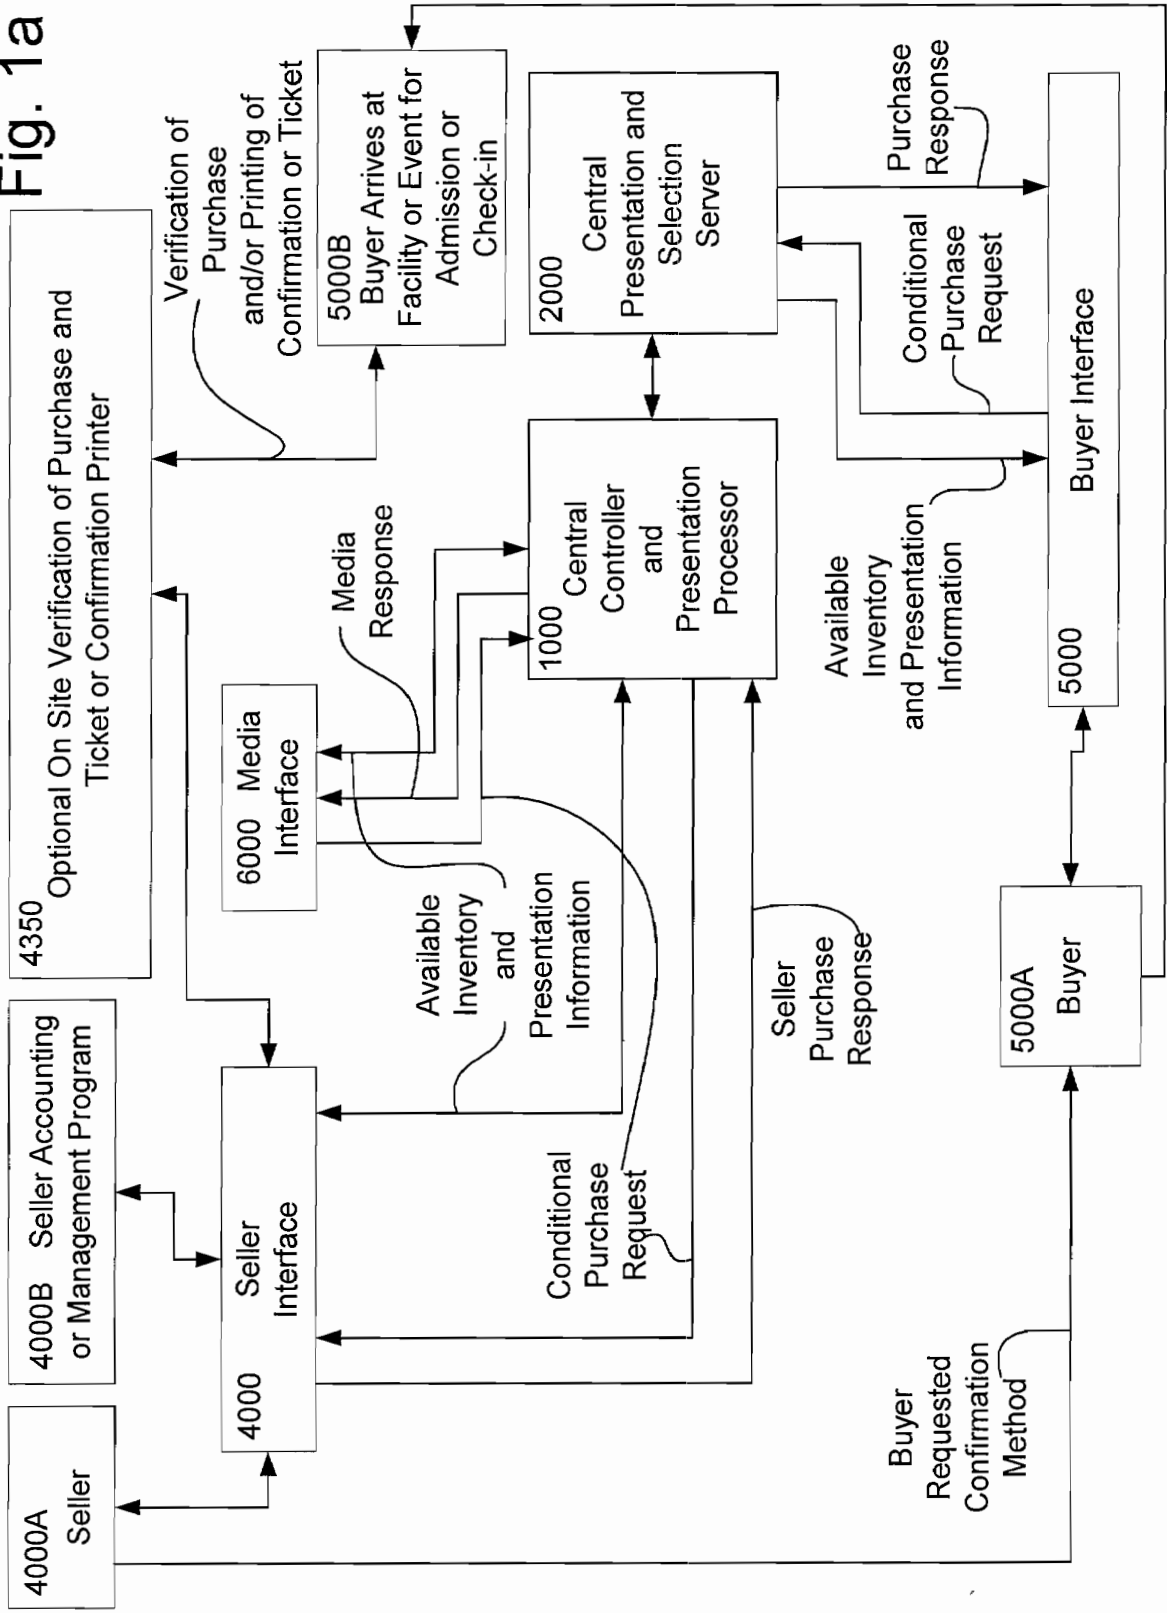 Fig. 1a
4000A
Seller
4000B Seller Accounting
or Management Program
4350
Optional On Site Verification of Purchase and
Ticket or Confirmation Printer
4000
Seller
Interface
6000 Media
Interface
Verification of
Purchase
and/or Printing of
Confirmation or Ticket
5000B
Buyer Arrives at
Facility or Event for
Admission or
Check-in
Media
Response
Available
Inventory
and
Presentation
Information
Conditional
Purchase
Request
1000
Central
Controller
and
Presentation
Processor
2000
Central
Presentation and
Selection
Server
Seller
Purchase
Response
Available
Inventory
and Presentation
Information
Conditional
Purchase
Request
Purchase
Response
Buyer
Requested
Confirmation
Method
5000A
Buyer
5000
Buyer Interface